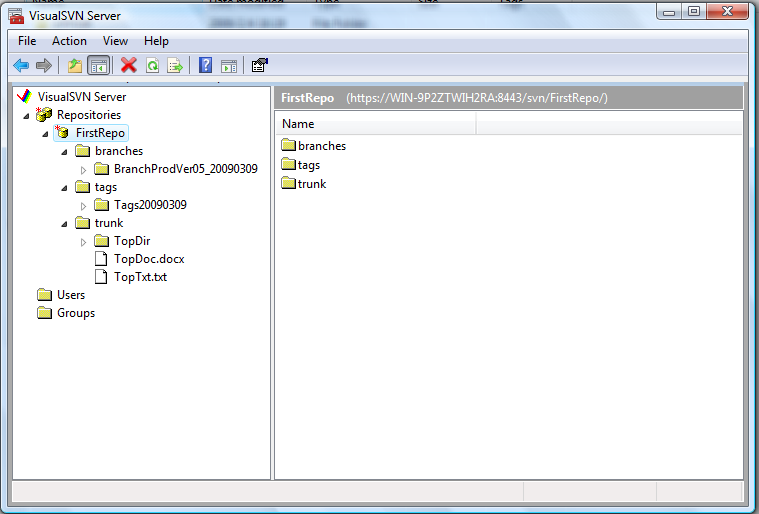 VisualSVN Server
File Action View Help
VisualSVN Server
Repositories
FirstRepo
branches
BranchProdVer05_20090309
tags
Tags20090309
trunk
TopDir
TopDoc.docx
TopTxt.txt
Users
Groups
FirstRepo (https://WIN-9P2ZTWIH2RA:8443/svn/FirstRepo/)
Name
branches
tags
trunk